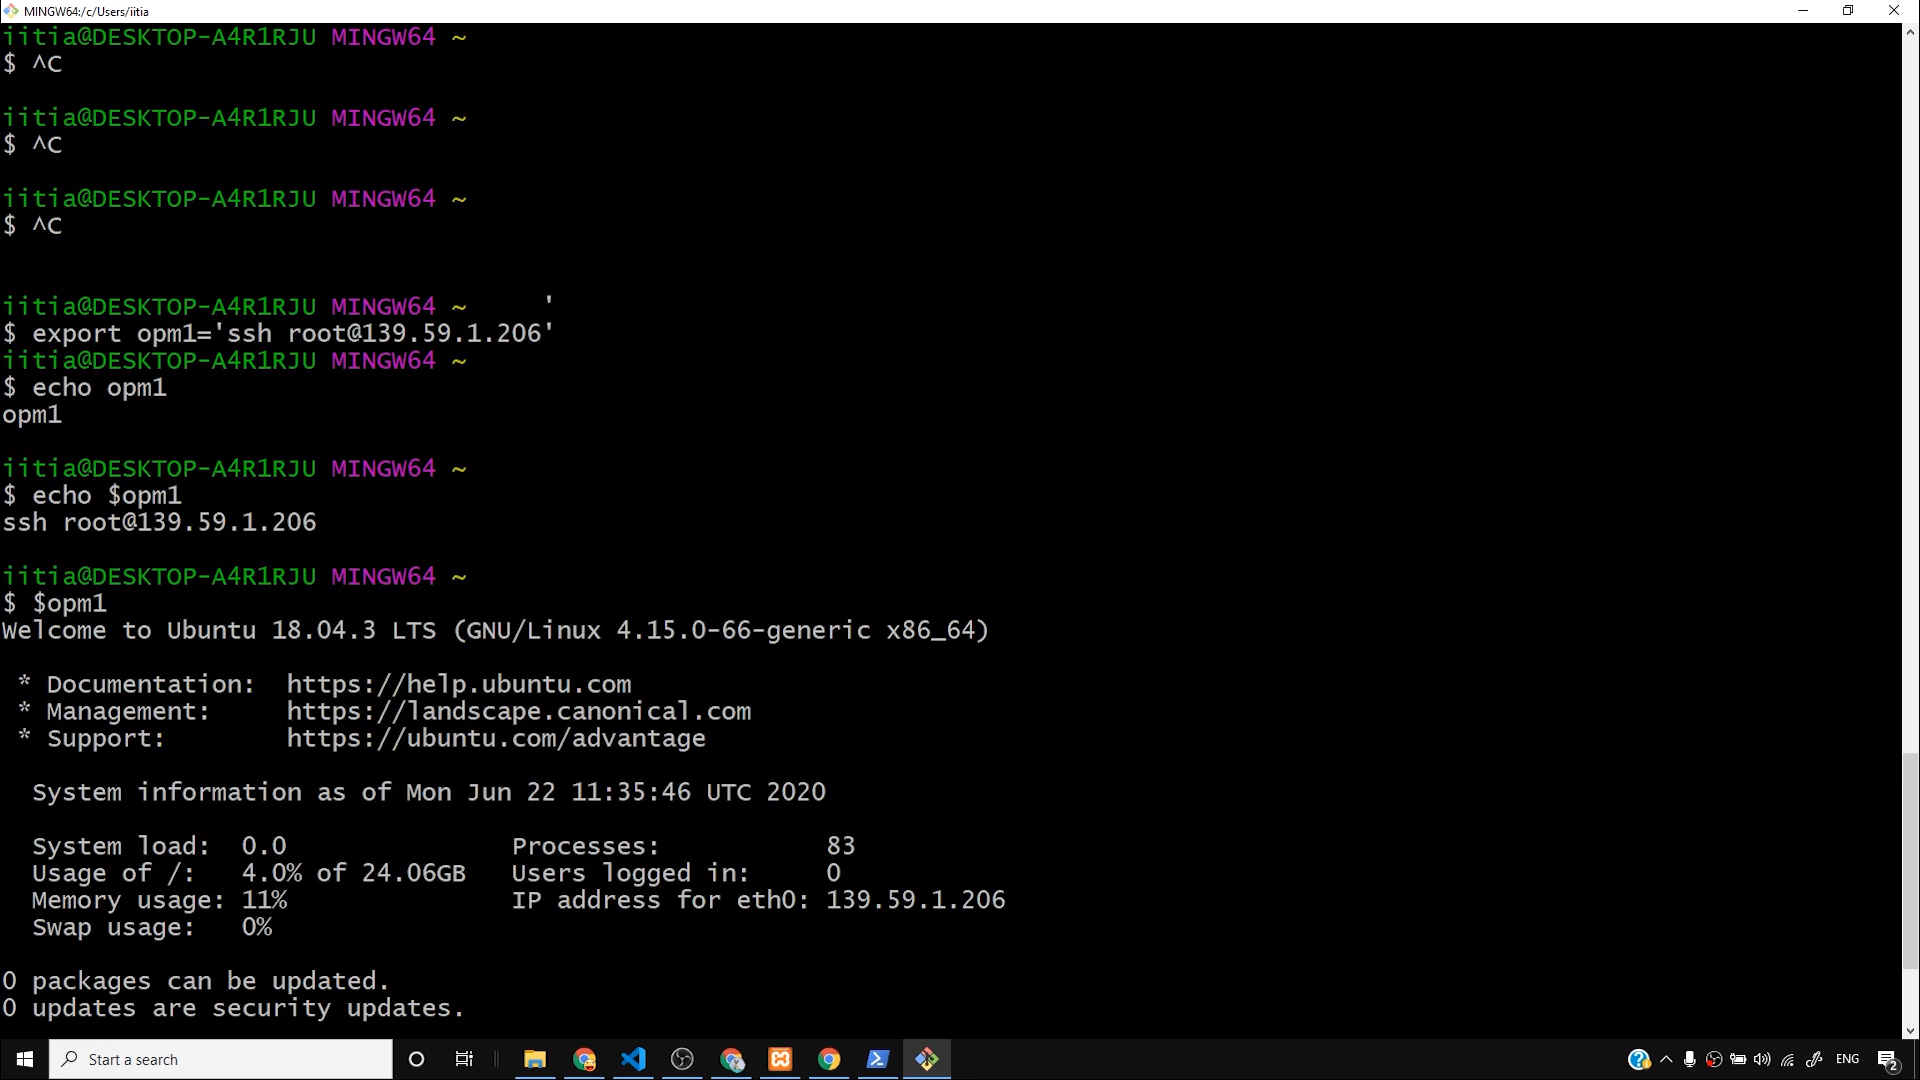 MINGW64:/c/Users/iitia
iitia@DESKTOP-A4R1RJU MINGW64 ~
$ ^C
iitia@DESKTOP-A4R1RJU MINGW64 ~
$ ^C
iitia@DESKTOP-A4R1RJU MINGW64 ~
$ ^C
iitia@DESKTOP-A4R1RJU MINGW64 ~ '
$ export opm1='ssh root@139.59.1.206'
iitia@DESKTOP-A4R1RJU MINGW64 ~
$ echo opm1
opm1
iitia@DESKTOP-A4R1RJU MINGW64 ~
$ echo $opm1
ssh root@139.59.1.206
iitia@DESKTOP-A4R1RJU MINGW64 ~
$ $opm1
Welcome to Ubuntu 18.04.3 LTS (GNU/Linux 4.15.0-66-generic x86_64)
* Documentation: https://help.ubuntu.com
* Management: https://landscape.canonical.com
* Support: https://ubuntu.com/advantage
System information as of Mon Jun 22 11:35:46 UTC 2020
System load: 0.0 Processes: 83
Usage of /: 4.0% of 24.06GB Users logged in: 0
Memory usage: 11% IP address for eth0: 139.59.1.206
Swap usage: 0%
0 packages can be updated.
0 updates are security updates.
Start a search
ENG
2